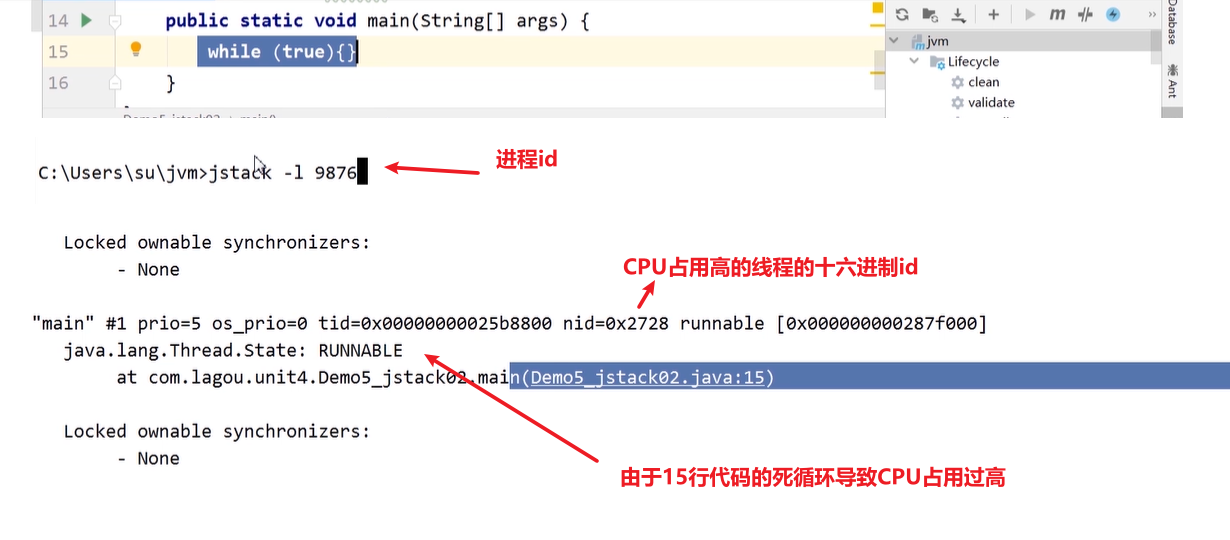 14 public static void main(String[] args) {
15 while (true){}
16 }
jvm
Lifecycle
clean
validate
Database
Ant
进程id
C:\Users\su\jvm>jstack -l 9876
Locked ownable synchronizers:
- None
CPU占用高的线程的十六进制id
"main" #1 prio=5 os_prio=0 tid=0x00000000025b8800 nid=0x2728 runnable [0x000000000287f000]
java.lang.Thread.State: RUNNABLE
at com.lagou.unit4.Demo5_jstack02.main(Demo5_jstack02.java:15)
Locked ownable synchronizers:
- None
由于15行代码的死循环导致CPU占用过高